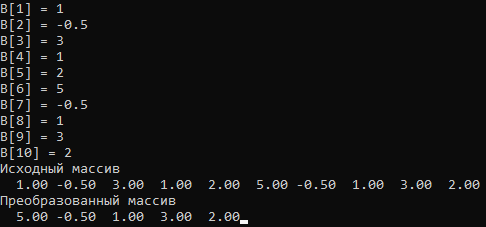 B[1] = 1
B[2] = -0.5
B[3] = 3
B[4] = 1
B[5] = 2
B[6] = 5
B[7] = -0.5
B[8] = 1
B[9] = 3
B[10] = 2
Исходный массив
1.00 -0.50 3.00 1.00 2.00 5.00 -0.50 1.00 3.00 2.00
Преобразованный массив
5.00 -0.50 1.00 3.00 2.00